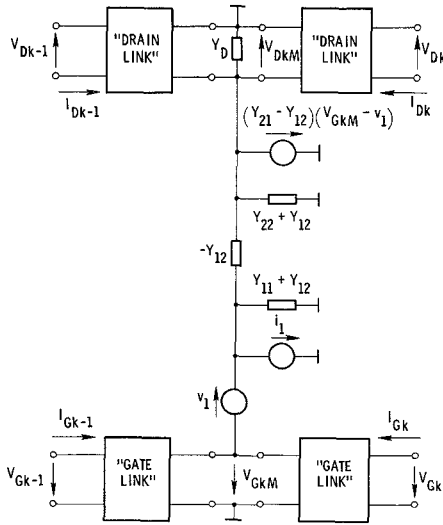 V_Dk-1
"DRAIN LINK"
Y_D
V_DkM
"DRAIN LINK"
V_Dk
I_Dk-1
I_Dk
(Y_21 - Y_12)(V_GkM - v_1)
Y_22 + Y_12
-Y_12
Y_11 + Y_12
i_1
v_1
I_Gk-1
I_Gk
V_Gk-1
"GATE LINK"
V_GkM
"GATE LINK"
V_Gk